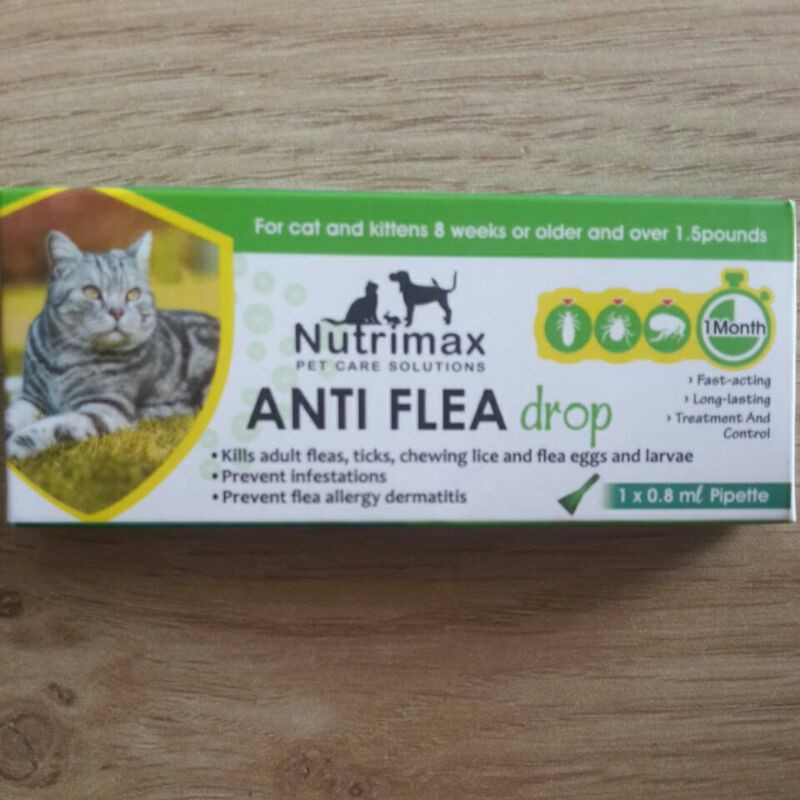 For cat and kittens 8 weeks or older and over 1.5pounds
Nutrimax
PET CARE SOLUTIONS
1 Month
ANTI FLEA drop
› Fast-acting
› Long-lasting
› Treatment And
Control
• Kills adult fleas, ticks, chewing lice and flea eggs and larvae
• Prevent infestations
• Prevent flea allergy dermatitis
1 x 0.8 ml Pipette